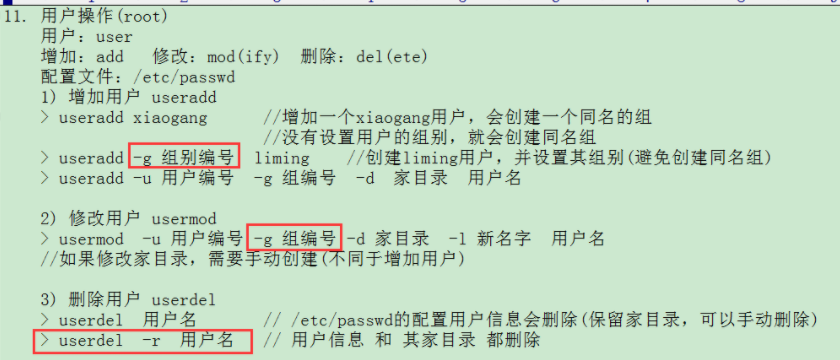 11. 用户操作(root)
用户: user
增加: add 修改: mod(ify) 删除: del(ete)
配置文件: /etc/passwd
1) 增加用户 useradd
> useradd xiaogang //增加一个xiaogang用户，会创建一个同名的组
//没有设置用户的组别，就会创建同名组
> useradd -g 组别编号 liming //创建liming用户，并设置其组别(避免创建同名组)
> useradd -u 用户编号 -g 组编号 -d 家目录 用户名
2) 修改用户 usermod
> usermod -u 用户编号 -g 组编号 -d 家目录 -l 新名字 用户名
//如果修改家目录，需要手动创建(不同于增加用户)
3) 删除用户 userdel
> userdel 用户名 // /etc/passwd的配置用户信息会删除(保留家目录，可以手动删除)
> userdel -r 用户名 // 用户信息 和 其家目录 都删除